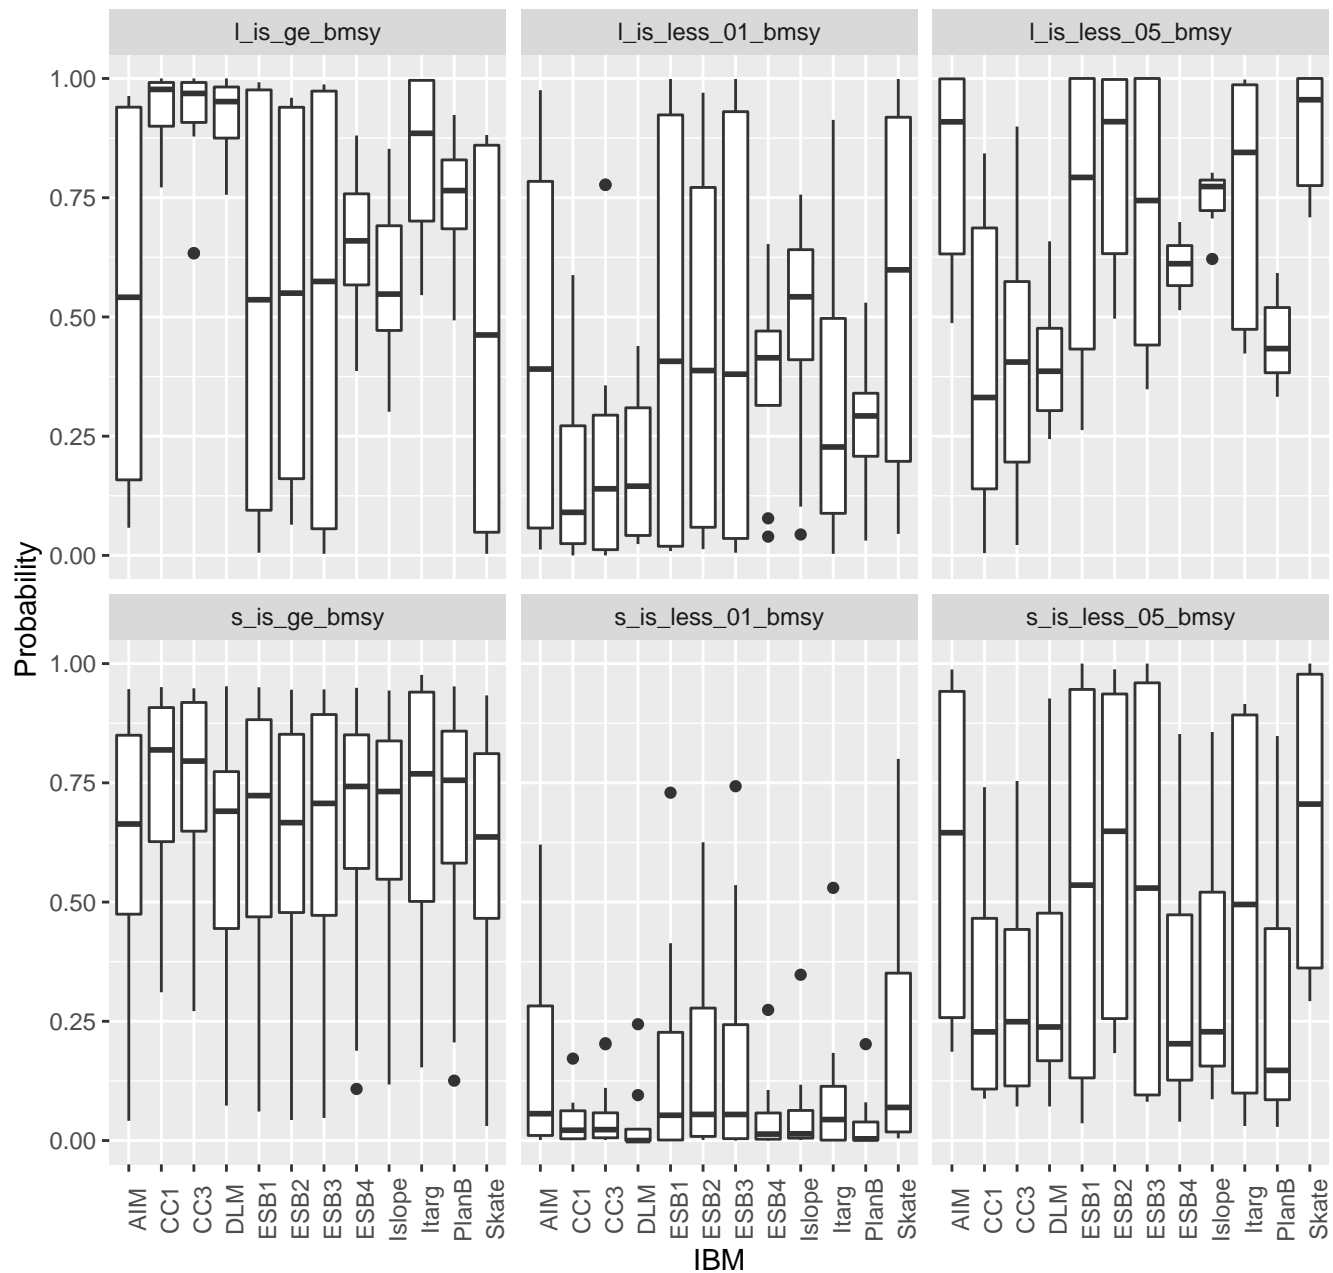 l_is_ge_bmsy
l_is_less_01_bmsy
l_is_less_05_bmsy
1.00
0.75
0.50
0.25
0.00
Probability
s_is_ge_bmsy
s_is_less_01_bmsy
s_is_less_05_bmsy
1.00
0.75
0.50
0.25
0.00
AIM CC1 CC3 DLM ESB1 ESB2 ESB3 ESB4 Islope Itarg PlanB Skate
AIM CC1 CC3 DLM ESB1 ESB2 ESB3 ESB4 Islope Itarg PlanB Skate
AIM CC1 CC3 DLM ESB1 ESB2 ESB3 ESB4 Islope Itarg PlanB Skate
IBM